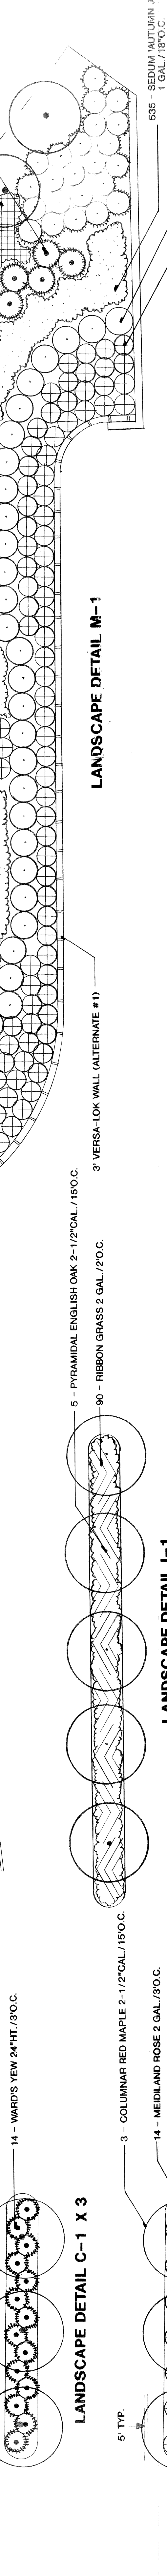 535 - SEDUM 'AUTUMN J
1 GAL./18"O.C.
LANDSCAPE DETAIL M-1
3' VERSA-LOK WALL (ALTERNATE #1)
5 - PYRAMIDAL ENGLISH OAK 2-1/2"CAL./15'O.C.
90 - RIBBON GRASS 2 GAL./2'O.C.
LANDSCAPE DETAIL I-1
14 - WARD'S YEW 24"HT./3'O.C.
LANDSCAPE DETAIL C-1 X 3
3 - COLUMNAR RED MAPLE 2-1/2"CAL./15'O.C.
14 - MEIDILAND ROSE 2 GAL./3'O.C.
5' TYP.